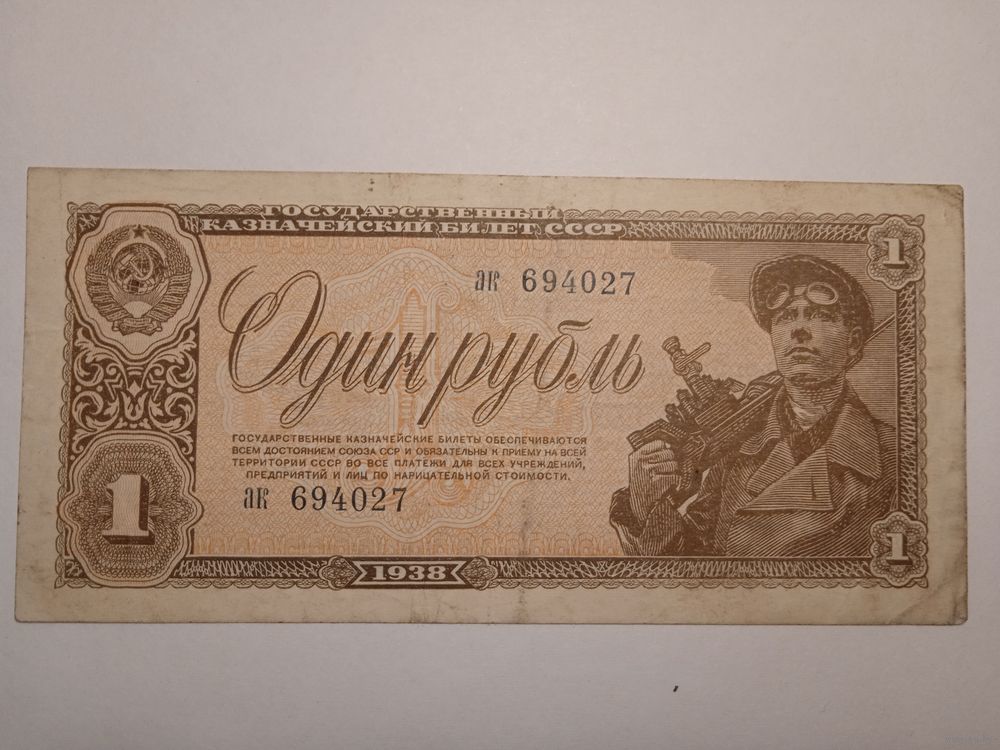 ГОСУДАРСТВЕННЫЙ
КАЗНАЧЕЙСКИЙ БИЛЕТ СССР
1
ак 694027
Один рубль
ГОСУДАРСТВЕННЫЕ КАЗНАЧЕЙСКИЕ БИЛЕТЫ ОБЕСПЕЧИВАЮТСЯ
ВСЕМ ДОСТОЯНИЕМ СОЮЗА ССР И ОБЯЗАТЕЛЬНЫ К ПРИЕМУ НА ВСЕЙ
ТЕРРИТОРИИ СССР ВО ВСЕ ПЛАТЕЖИ ДЛЯ ВСЕХ УЧРЕЖДЕНИЙ,
ПРЕДПРИЯТИЙ И ЛИЦ ПО НАРИЦАТЕЛЬНОЙ СТОИМОСТИ.
ак 694027
1
1
1938